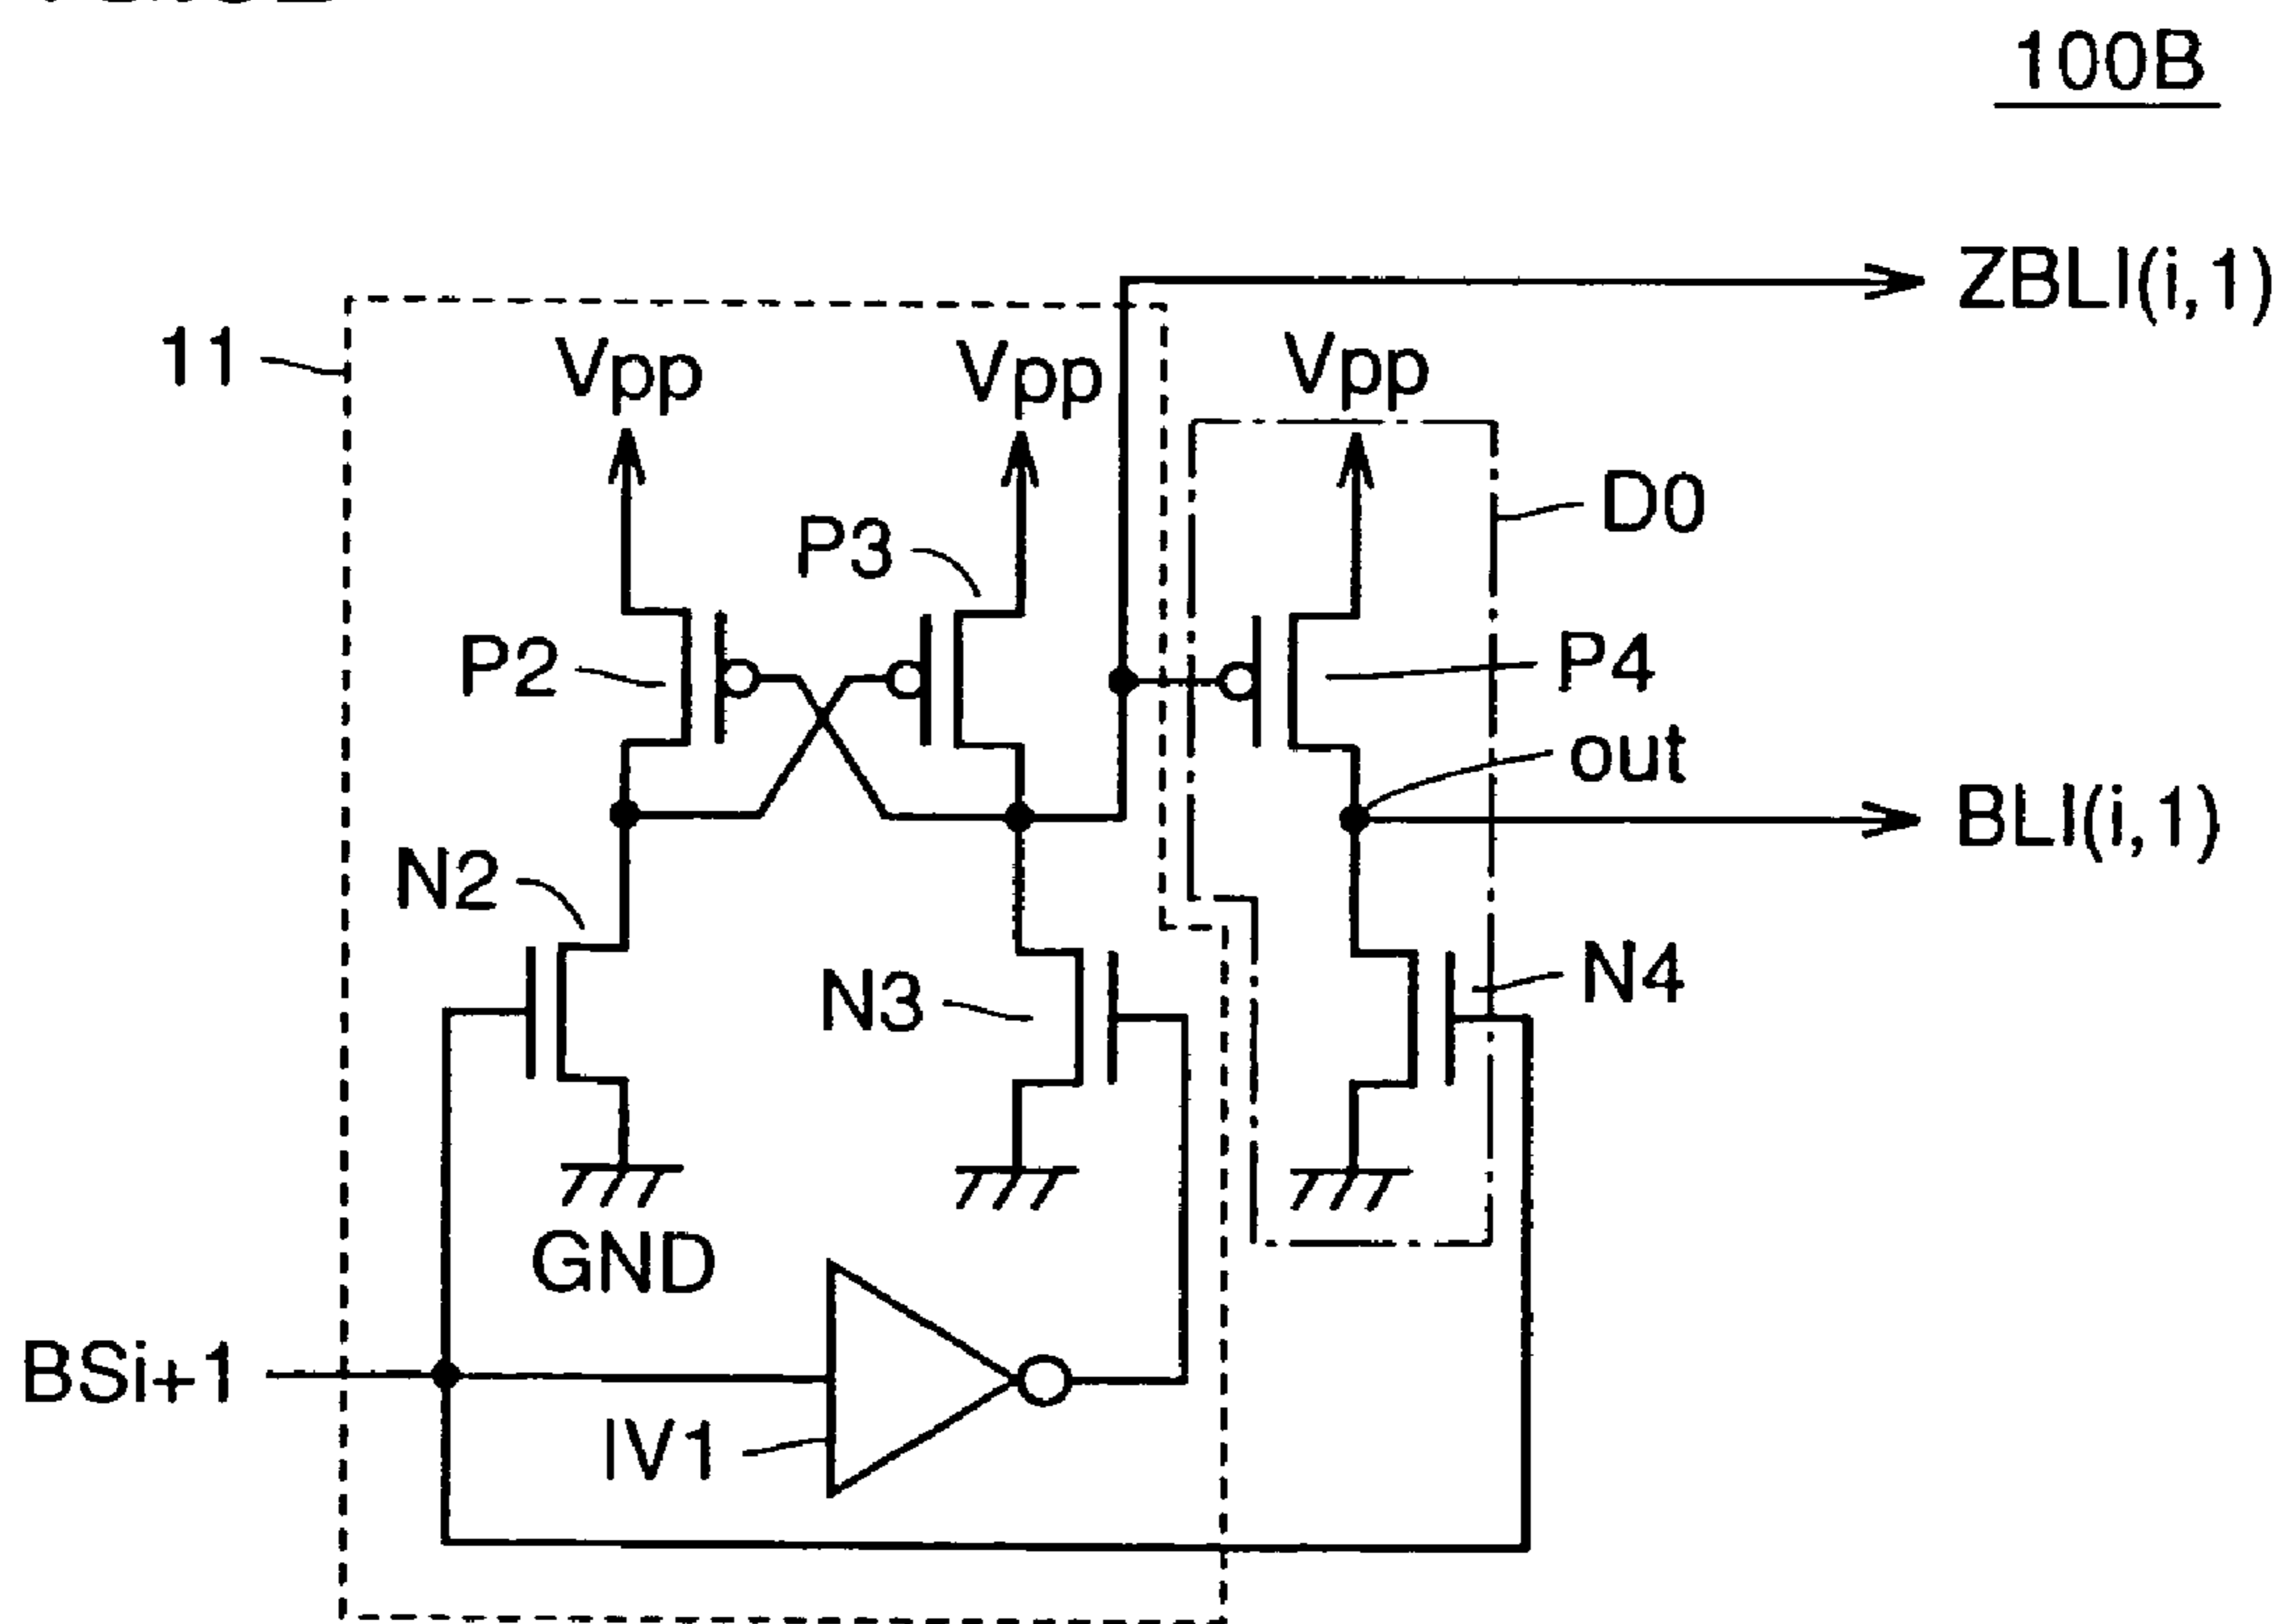 100B
ZBLI(i,1)
11
Vpp
Vpp
Vpp
D0
P3
P2
P4
out
BLI(i,1)
N2
N3
N4
GND
BSi+1
IV1